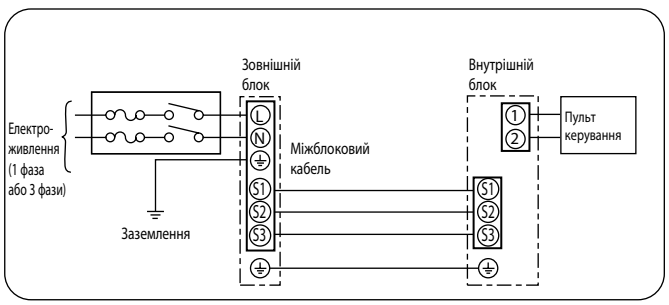 Зовнішній
блок
Внутрішній
блок
Електро-
живлення
(1 фаза
або 3 фази)
L
N
S1
S2
S3
Заземлення
Міжблоковий
кабель
1
2
Пульт
керування
S1
S2
S3